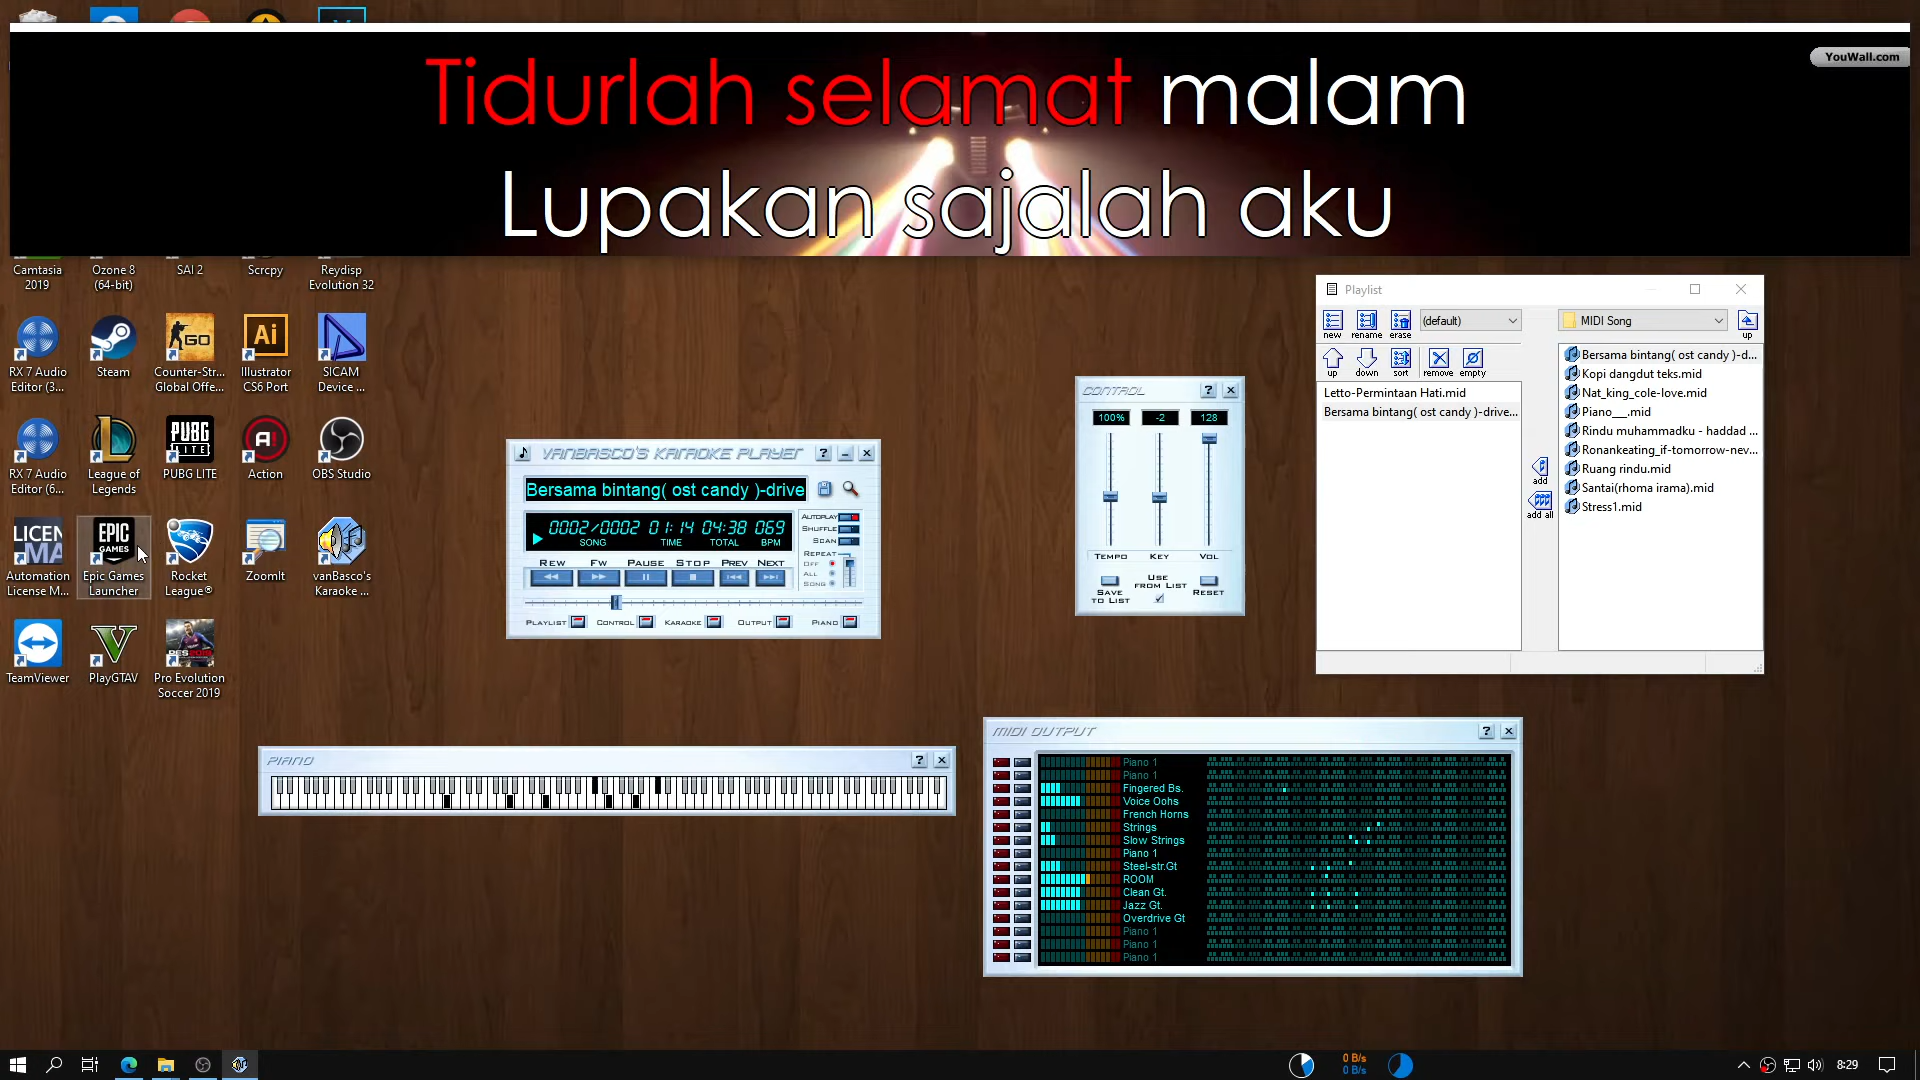 YouWall.com
Tidurlah selamat malam
Lupakan sajalah aku
Camtasia 2019
Ozone 8 (64-bit)
SAI 2
Scrcpy
Reydisp Evolution 32
RX 7 Audio Editor (3...
Steam
Counter-Str... Global Offe...
Illustrator CS6 Port
SICAM Device ...
RX 7 Audio Editor (6...
League of Legends
PUBG LITE
Action
OBS Studio
Automation License M...
Epic Games Launcher
Rocket League®
ZoomIt
vanBasco's Karaoke ...
TeamViewer
PlayGTAV
Pro Evolution Soccer 2019
VANBASCO'S KARAOKE PLAYER
Bersama bintang( ost candy )-drive
0002/0002 01:14 04:38 069
SONG TIME TOTAL BPM
AUTOPLAY
SHUFFLE
SCAN
REPEAT
OFF
ALL
SONG
REW FW PAUSE STOP PREV NEXT
PLAYLIST CONTROL KARAOKE OUTPUT PIANO
CONTROL
100% -2 128
TEMPO KEY VOL
SAVE TO LIST
USE FROM LIST
RESET
Playlist
new rename erase (default)
up down sort remove empty
Letto-Permintaan Hati.mid
Bersama bintang( ost candy )-drive...
add
add all
MIDI Song
up
Bersama bintang( ost candy )-d...
Kopi dangdut teks.mid
Nat_king_cole-love.mid
Piano___.mid
Rindu muhammadku - haddad ...
Ronankeating_if-tomorrow-nev...
Ruang rindu.mid
Santai(rhoma irama).mid
Stress1.mid
PIANO
MIDI OUTPUT
Piano 1
Piano 1
Fingered Bs.
Voice Oohs
French Horns
Strings
Slow Strings
Piano 1
Steel-str.Gt
ROOM
Clean Gt.
Jazz Gt.
Overdrive Gt
Piano 1
Piano 1
Piano 1
0 B/s
0 B/s
8:29